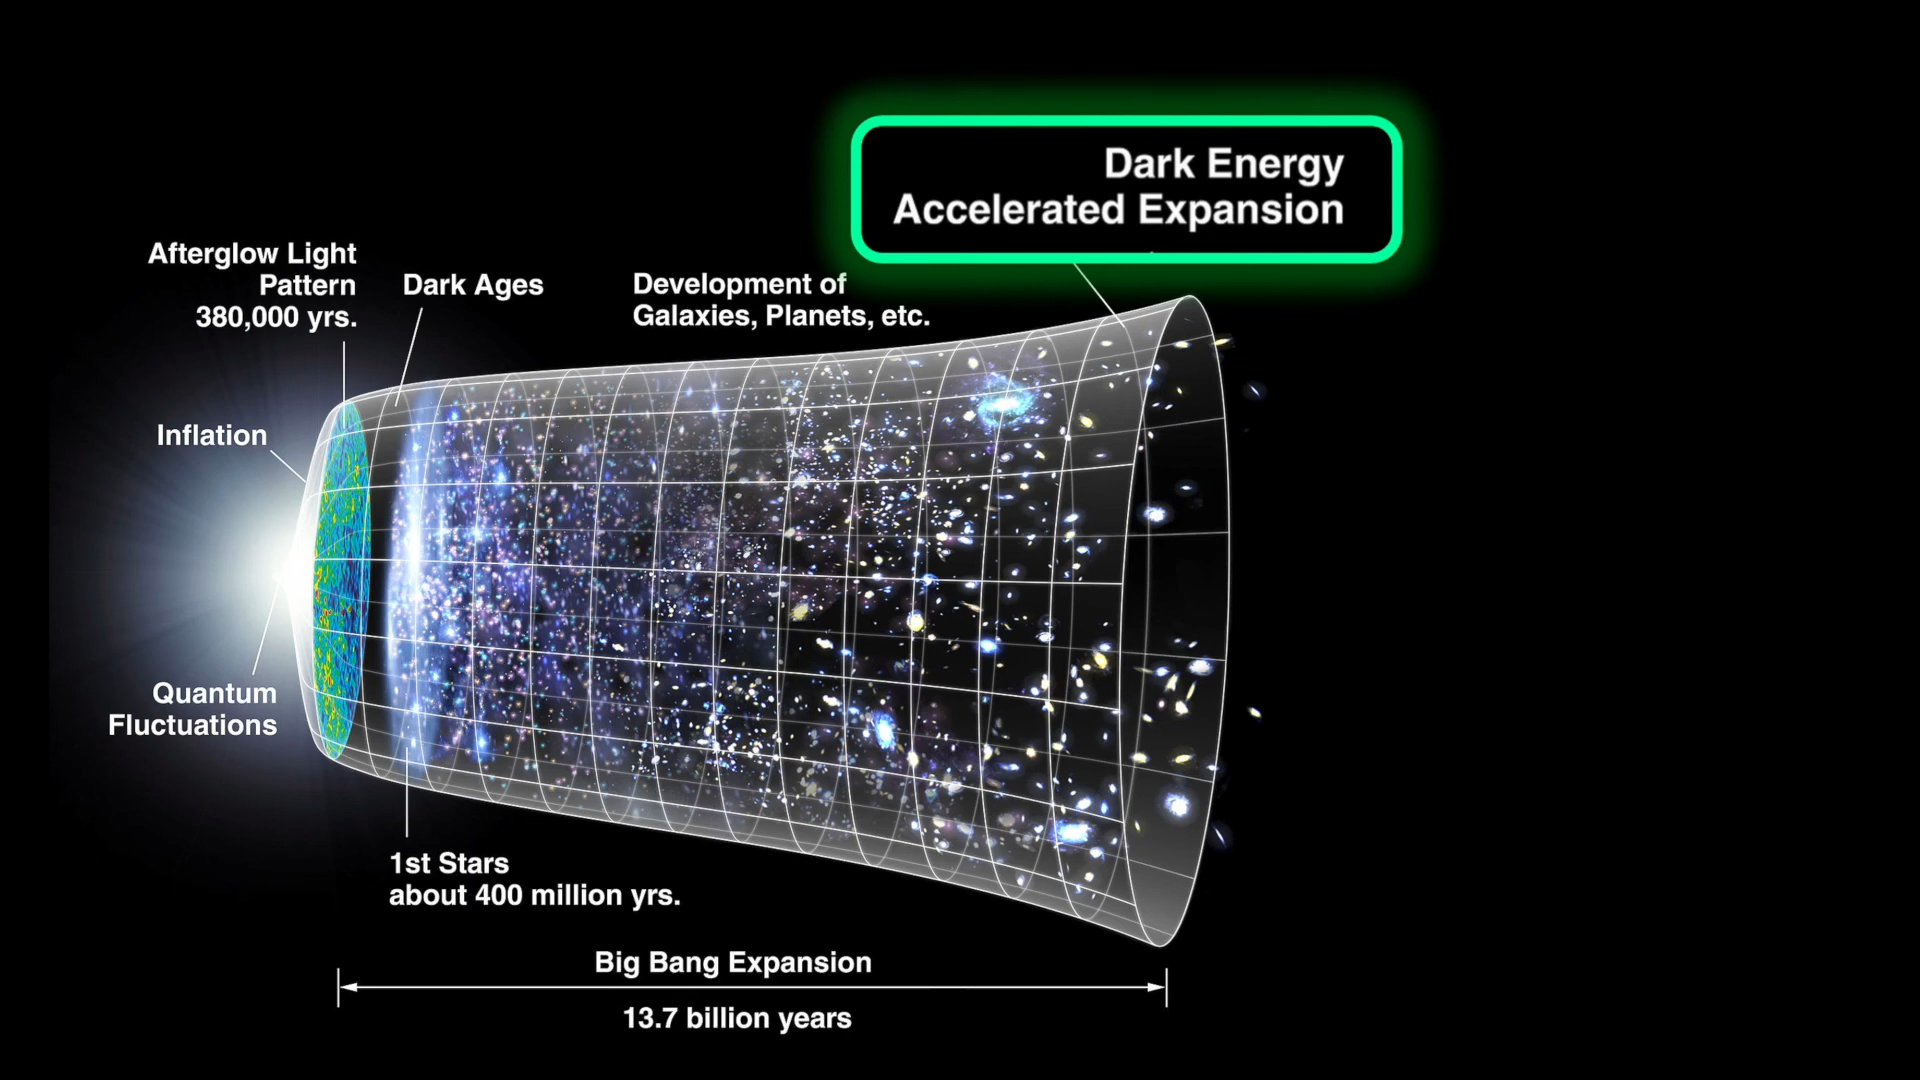 Dark Energy
Accelerated Expansion
Afterglow Light
Pattern
380,000 yrs.
Dark Ages
Development of
Galaxies, Planets, etc.
Inflation
Quantum
Fluctuations
1st Stars
about 400 million yrs.
Big Bang Expansion
13.7 billion years